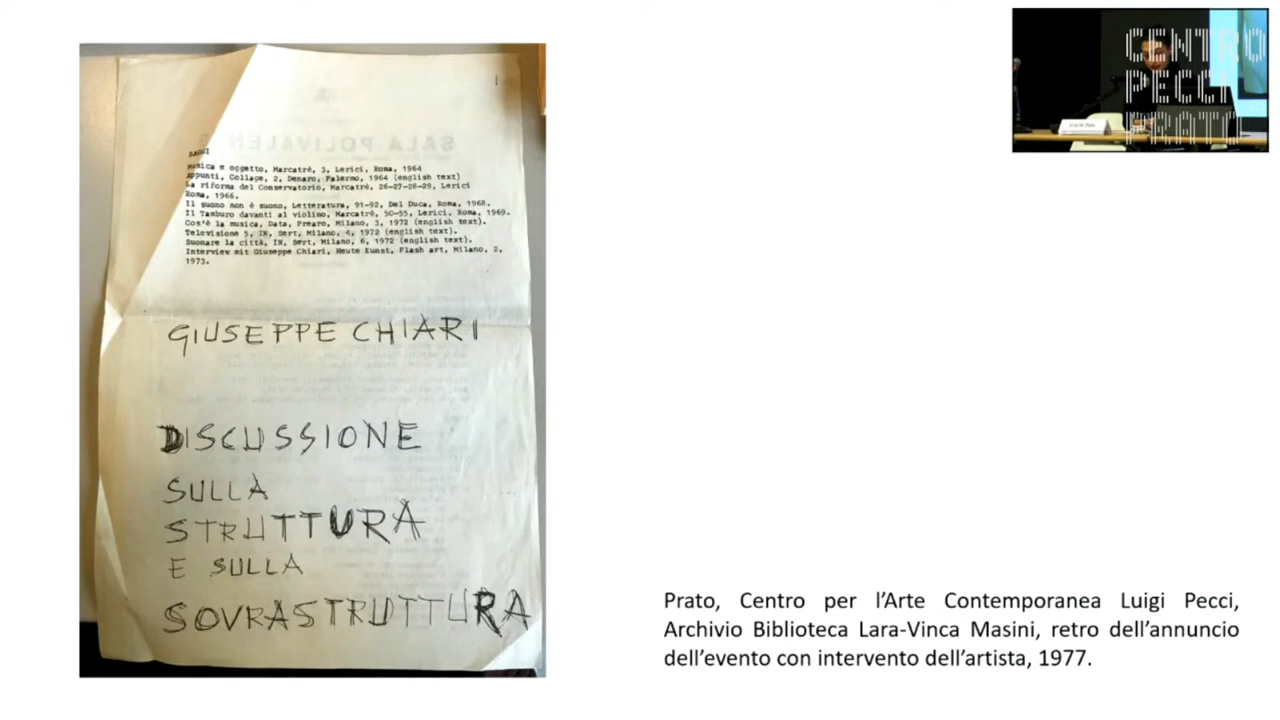 SAGGI
Musica e oggetto, Marcatrè, 3, Lerici, Roma, 1964
Appunti, Collage, 2, Denaro, Palermo, 1964 (english text)
La riforma del Conservatorio, Marcatrè, 26-27-28-29, Lerici
Roma, 1966.
Il suono non è suono, Letteratura, 91-92, Del Duca, Roma, 1968.
Il Tamburo davanti al violino, Marcatrè, 50-55, Lerici, Roma, 1969.
Cos'è la musica, Data, Prearo, Milano, 3, 1972 (english text).
Televisione 5, IN, Sert, Milano, 4, 1972 (english text).
Suonare la città, IN, Sert, Milano, 6, 1972 (english text).
Interview mit Giuseppe Chiari, Heute Kunst, Flash art, Milano, 2,
1973.
GIUSEPPE CHIARI
DISCUSSIONE
SULLA
STRUTTURA
E SULLA
SOVRASTRUTTURA
CENTRO
PECCI
PRATO
Prato, Centro per l'Arte Contemporanea Luigi Pecci,
Archivio Biblioteca Lara-Vinca Masini, retro dell'annuncio
dell'evento con intervento dell'artista, 1977.